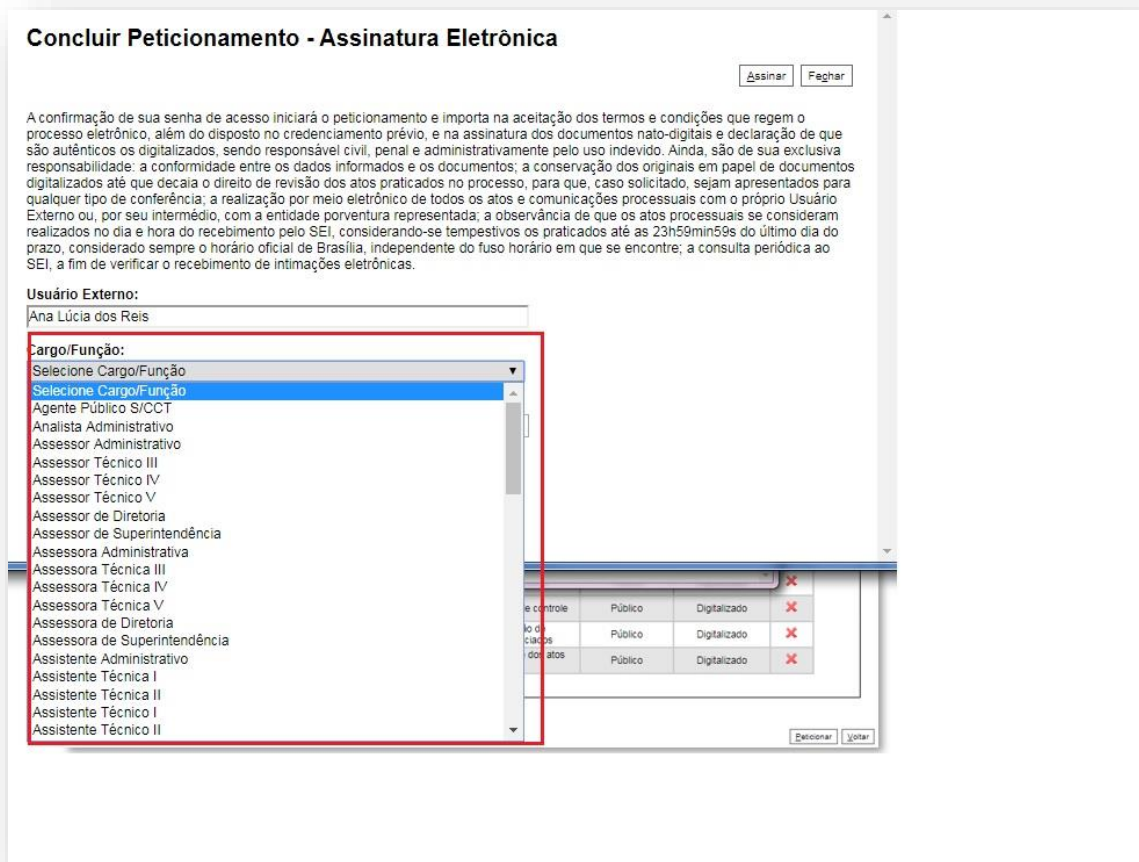 Concluir Peticionamento - Assinatura Eletrônica
Assinar Fechar
A confirmação de sua senha de acesso iniciará o peticionamento e importa na aceitação dos termos e condições que regem o
processo eletrônico, além do disposto no credenciamento prévio, e na assinatura dos documentos nato-digitais e declaração de que
são autênticos os digitalizados, sendo responsável civil, penal e administrativamente pelo uso indevido. Ainda, são de sua exclusiva
responsabilidade: a conformidade entre os dados informados e os documentos; a conservação dos originais em papel de documentos
digitalizados até que decaia o direito de revisão dos atos praticados no processo, para que, caso solicitado, sejam apresentados para
qualquer tipo de conferência; a realização por meio eletrônico de todos os atos e comunicações processuais com o próprio Usuário
Externo ou, por seu intermédio, com a entidade porventura representada; a observância de que os atos processuais se consideram
realizados no dia e hora do recebimento pelo SEI, considerando-se tempestivos os praticados até as 23h59min59s do último dia do
prazo, considerado sempre o horário oficial de Brasília, independente do fuso horário em que se encontre; a consulta periódica ao
SEI, a fim de verificar o recebimento de intimações eletrônicas.
Usuário Externo:
Ana Lúcia dos Reis
Cargo/Função:
Selecione Cargo/Função
Selecione Cargo/Função
Agente Público S/CCT
Analista Administrativo
Assessor Administrativo
Assessor Técnico III
Assessor Técnico IV
Assessor Técnico V
Assessor de Diretoria
Assessor de Superintendência
Assessora Administrativa
Assessora Técnica III
Assessora Técnica IV
Assessora Técnica V
Assessora de Diretoria
Assessora de Superintendência
Assistente Administrativo
Assistente Técnica I
Assistente Técnica II
Assistente Técnico I
Assistente Técnico II
e controle Público Digitalizado
Público Digitalizado
dos atos Público Digitalizado
Peticionar Voltar